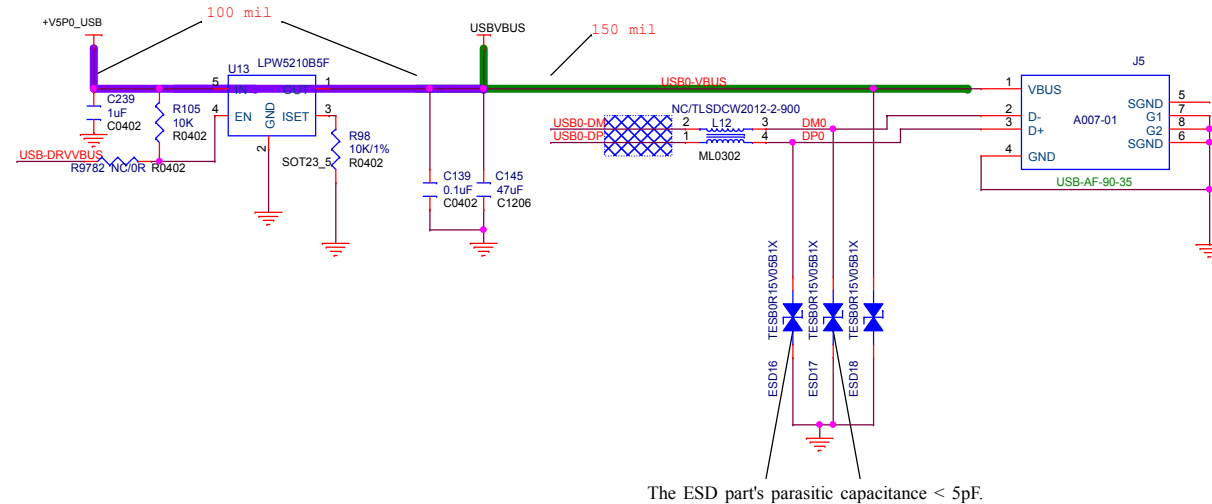 100 mil
+V5P0_USB
USBVBUS
150 mil
U13
LPW5210B5F
J5
5
IN
OUT
1
USB0-VBUS
1
VBUS
C239
1uF
C0402
R105
10K
R0402
4
EN
GND
ISET
3
NC/TLSDCW2012-2-900
USB0-DM
2
L12
3
DM0
2
D-
USB0-DP
1
4
DP0
3
D+
A007-01
SGND
5
G1
7
G2
8
SGND
6
ML0302
4
GND
USB-DRVVBUS
R9782
NC/0R
R0402
2
SOT23_5
R98
10K/1%
R0402
C139
0.1uF
C0402
C145
47uF
C1206
USB-AF-90-35
TESB0R15V05B1X
TESB0R15V05B1X
TESB0R15V05B1X
ESD16
ESD17
ESD18
The ESD part's parasitic capacitance < 5pF.